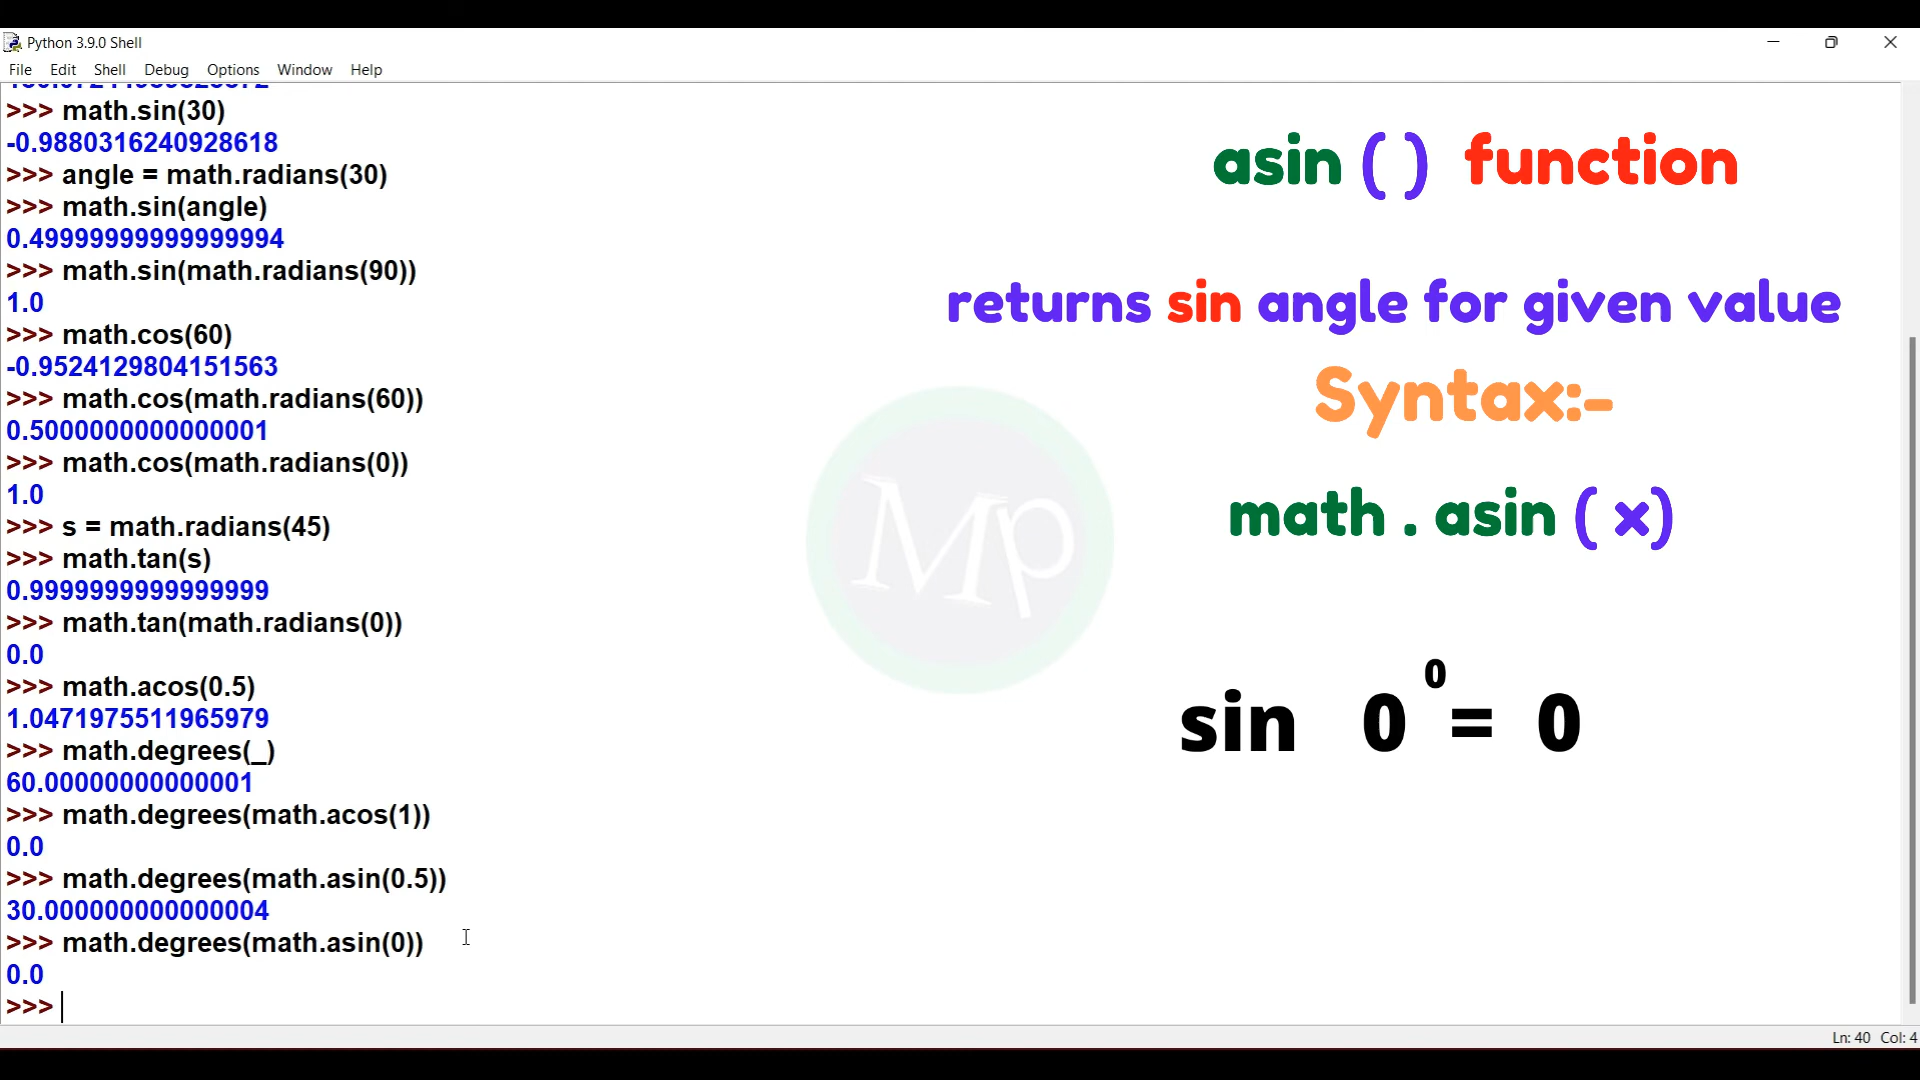 Python 3.9.0 Shell
File Edit Shell Debug Options Window Help
>>> math.sin(30)
-0.9880316240928618
>>> angle = math.radians(30)
>>> math.sin(angle)
0.49999999999999994
>>> math.sin(math.radians(90))
1.0
>>> math.cos(60)
-0.9524129804151563
>>> math.cos(math.radians(60))
0.5000000000000001
>>> math.cos(math.radians(0))
1.0
>>> s = math.radians(45)
>>> math.tan(s)
0.9999999999999999
>>> math.tan(math.radians(0))
0.0
>>> math.acos(0.5)
1.0471975511965979
>>> math.degrees(_)
60.00000000000001
>>> math.degrees(math.acos(1))
0.0
>>> math.degrees(math.asin(0.5))
30.000000000000004
>>> math.degrees(math.asin(0))
0.0
>>>
asin ( ) function
returns sin angle for given value
Syntax:-
math . asin ( x)
sin 0⁰ = 0
Mp
Ln: 40 Col: 4